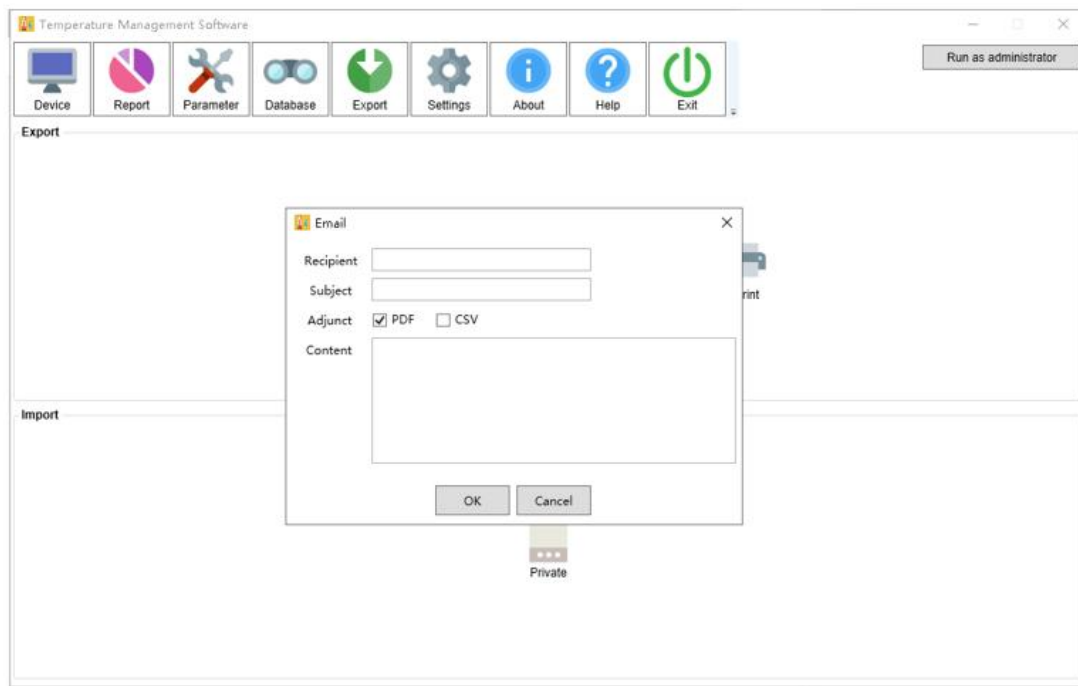 Temperature Management Software
Device Report Parameter Database Export Settings About Help Exit
Run as administrator
Export
Email
Recipient
Subject
Adjunct PDF CSV
Content
OK Cancel
rint
Import
Private